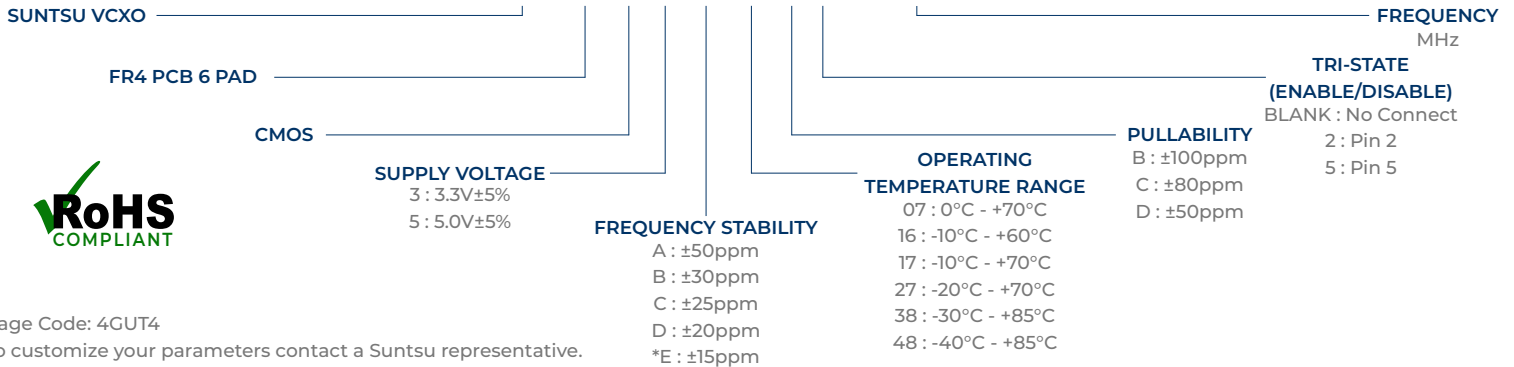 SUNTSU VCXO
FREQUENCY
MHz
FR4 PCB 6 PAD
TRI-STATE
(ENABLE/DISABLE)
BLANK : No Connect
2 : Pin 2
5 : Pin 5
CMOS
PULLABILITY
B : ±100ppm
C : ±80ppm
D : ±50ppm
SUPPLY VOLTAGE
3 : 3.3V±5%
5 : 5.0V±5%
OPERATING
TEMPERATURE RANGE
07 : 0°C - +70°C
16 : -10°C - +60°C
17 : -10°C - +70°C
27 : -20°C - +70°C
38 : -30°C - +85°C
48 : -40°C - +85°C
FREQUENCY STABILITY
A : ±50ppm
B : ±30ppm
C : ±25ppm
D : ±20ppm
*E : ±15ppm
RoHS
COMPLIANT
age Code: 4GUT4
o customize your parameters contact a Suntsu representative.